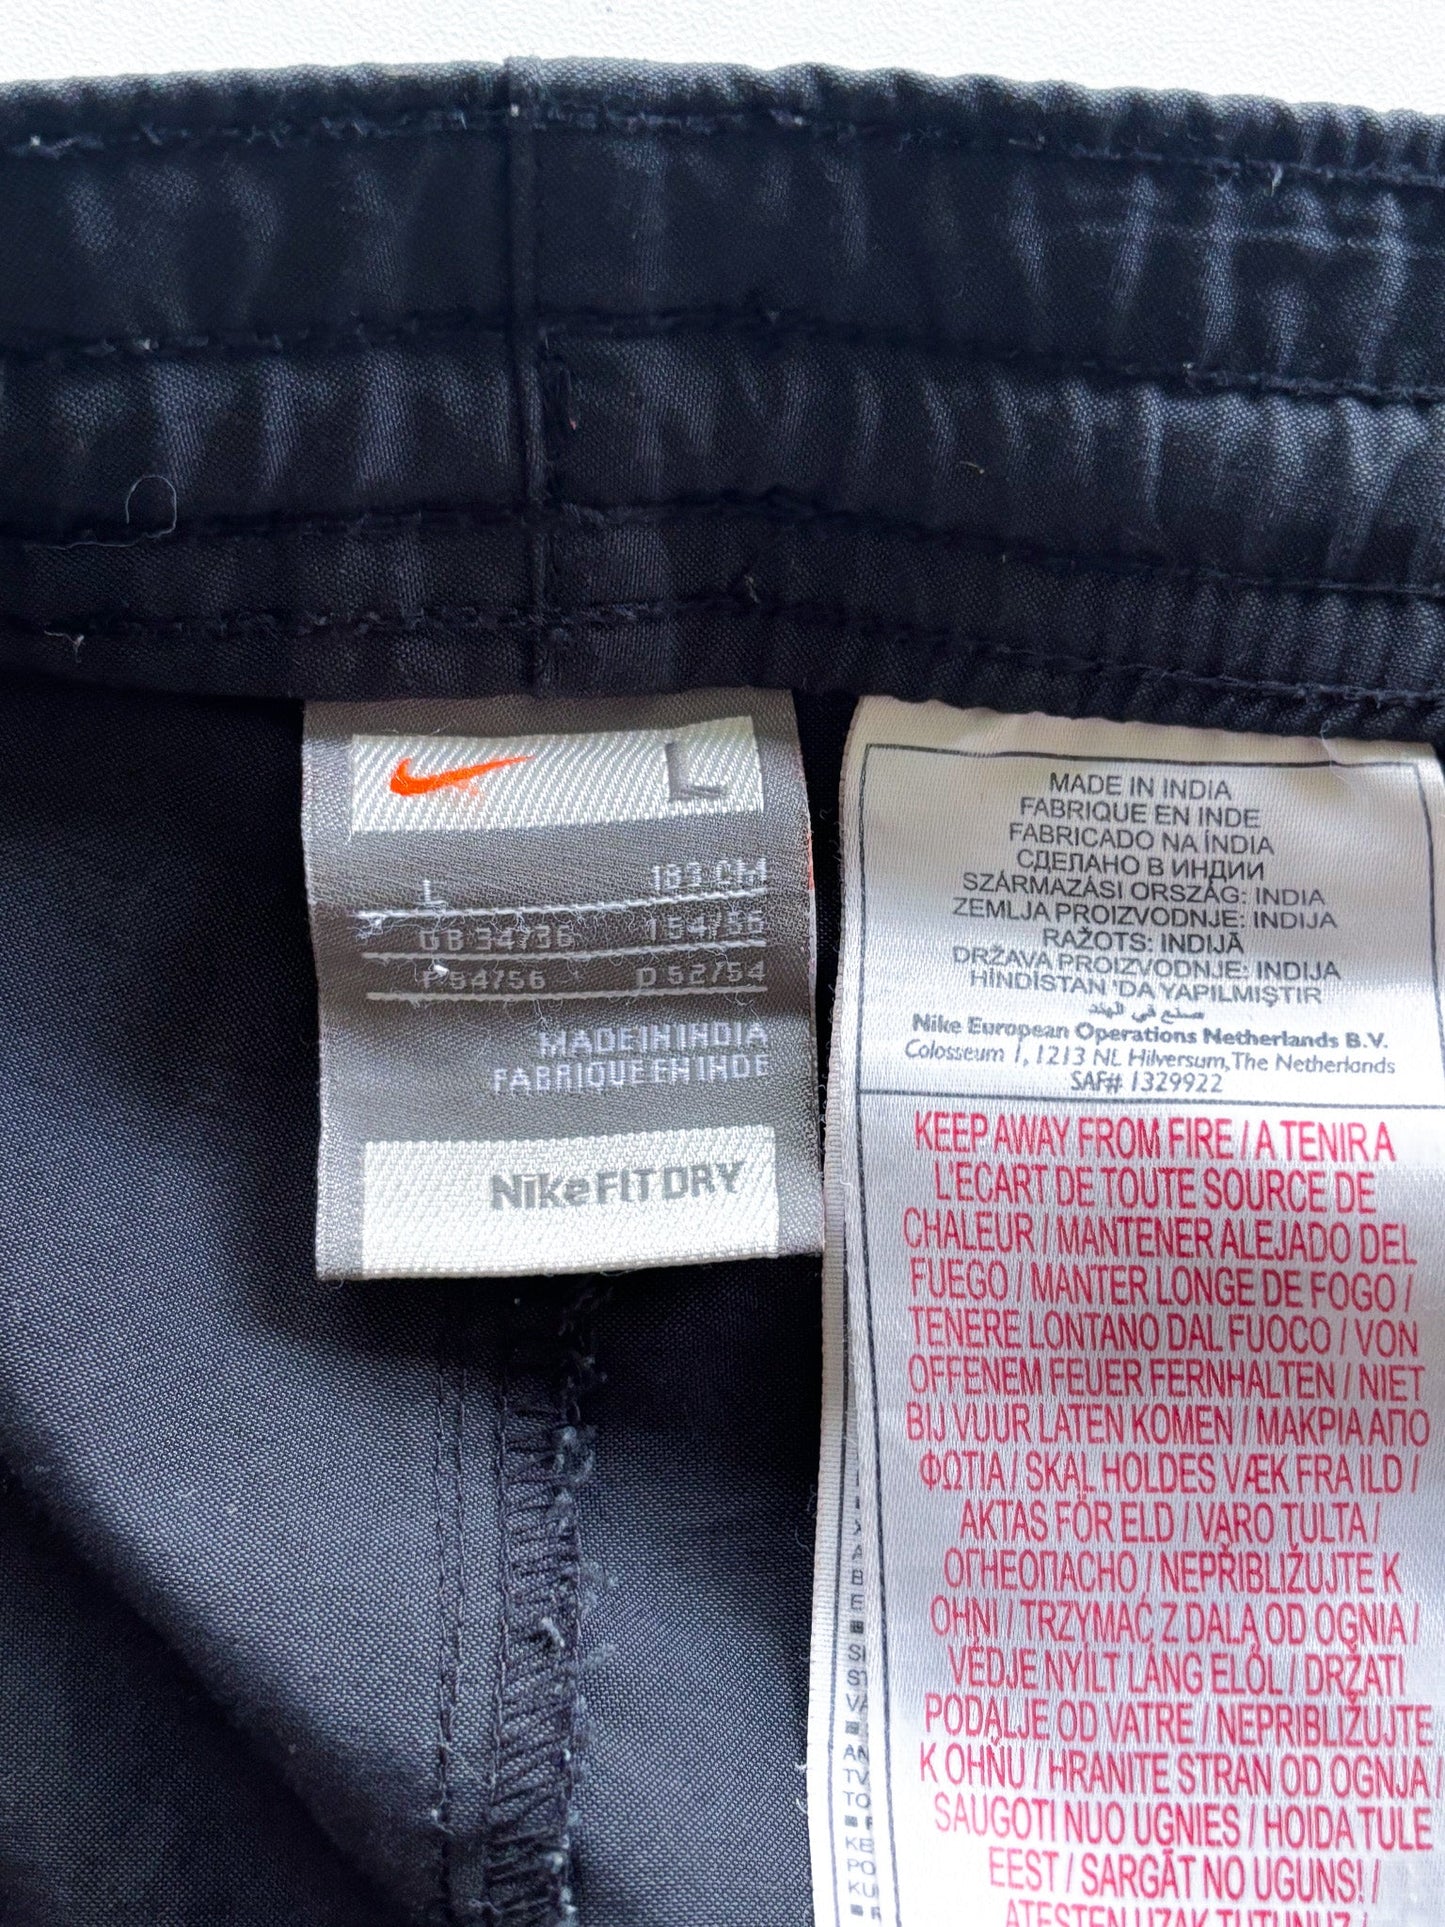 L
L 183 CM
GB 34/36 184/56
F 54/56 D 52/54
MADE IN INDIA
FABRIQUE EN INDE
Nike FIT DRY
MADE IN INDIA
FABRIQUE EN INDE
FABRICADO NA ÍNDIA
СДЕЛАНО В ИНДИИ
SZÁRMAZÁSI ORSZÁG: INDIA
ZEMLJA PROIZVODNJE: INDIJA
RAŽOTS: INDIJĀ
DRŽAVA PROIZVODNJE: INDIJA
HİNDİSTAN 'DA YAPILMIŞTIR
صنع في الهند
Nike European Operations Netherlands B.V.
Colosseum 1, 1213 NL Hilversum, The Netherlands
SAF# 1329922
KEEP AWAY FROM FIRE / A TENIR A
L'ECART DE TOUTE SOURCE DE
CHALEUR / MANTENER ALEJADO DEL
FUEGO / MANTER LONGE DE FOGO /
TENERE LONTANO DAL FUOCO / VON
OFFENEM FEUER FERNHALTEN / NIET
BIJ VUUR LATEN KOMEN / ΜΑΚΡΙΑ ΑΠΟ
ΦΩΤΙΑ / SKAL HOLDES VÆK FRA ILD /
AKTAS FÖR ELD / VARO TULTA /
ОГНЕОПАСНО / NEPŘIBLIŽUJTE K
OHNI / TRZYMAĆ Z DALA OD OGNIA /
VÉDJE NYÍLT LÁNG ELŐL / DRŽATI
PODALJE OD VATRE / NEPRIBLIŽUJTE
K OHŇU / HRANITE STRAN OD OGNJA /
SAUGOTI NUO UGNIES / HOIDA TULE
EEST / SARGĀT NO UGUNS! /
ATEŞTEN UZAK TUTUNUZ /